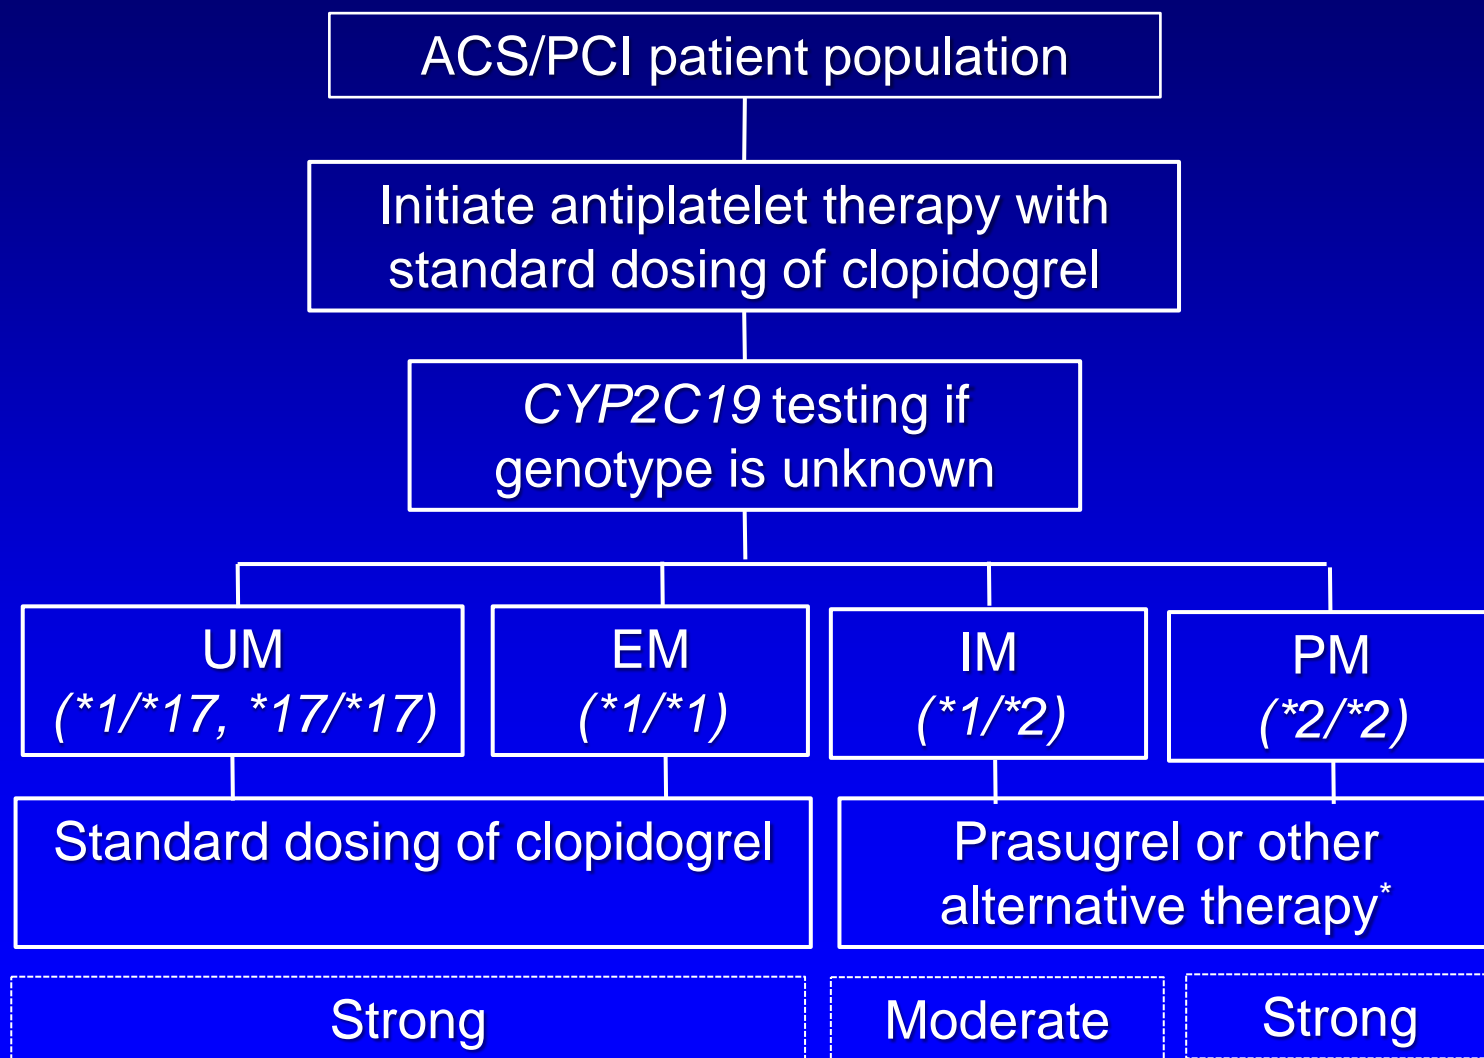 ACS/PCI patient population
Initiate antiplatelet therapy with
standard dosing of clopidogrel
CYP2C19 testing if
genotype is unknown
UM
(*1/*17, *17/*17)
EM
(*1/*1)
IM
(*1/*2)
PM
(*2/*2)
Standard dosing of clopidogrel
Prasugrel or other
alternative therapy*
Strong
Moderate
Strong